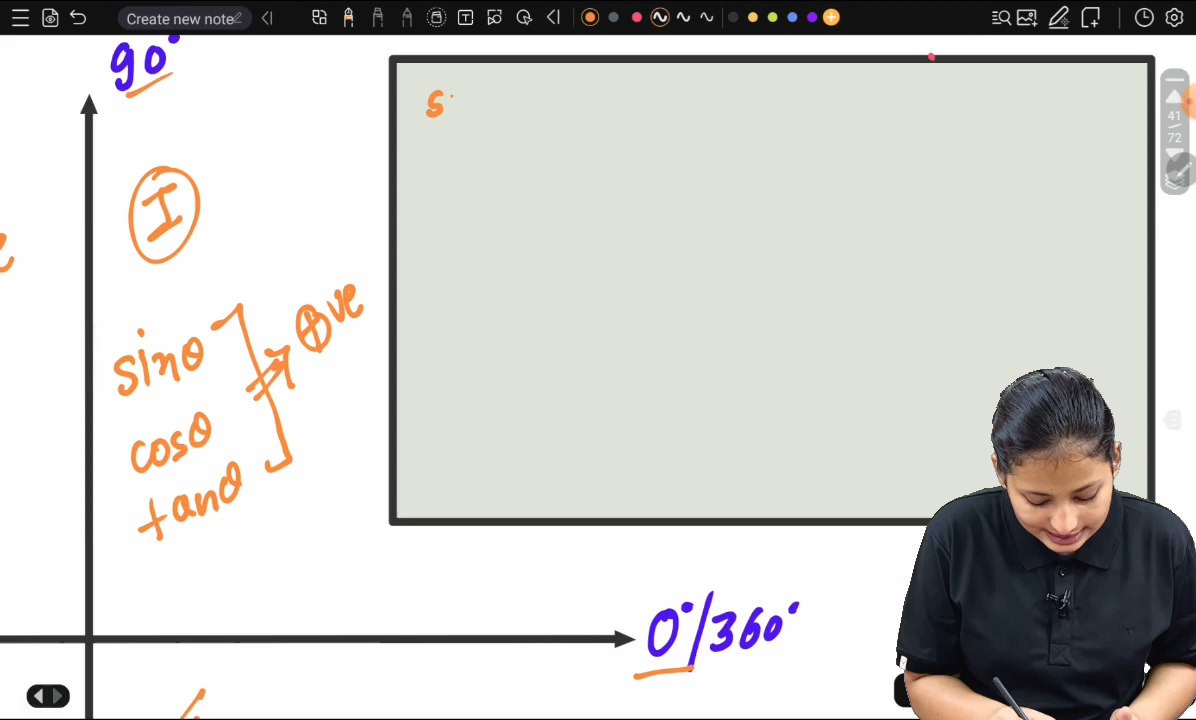 Create new note
90°
I
sinθ
cosθ
tanθ
⊕ve
s
0°/360°
41
72